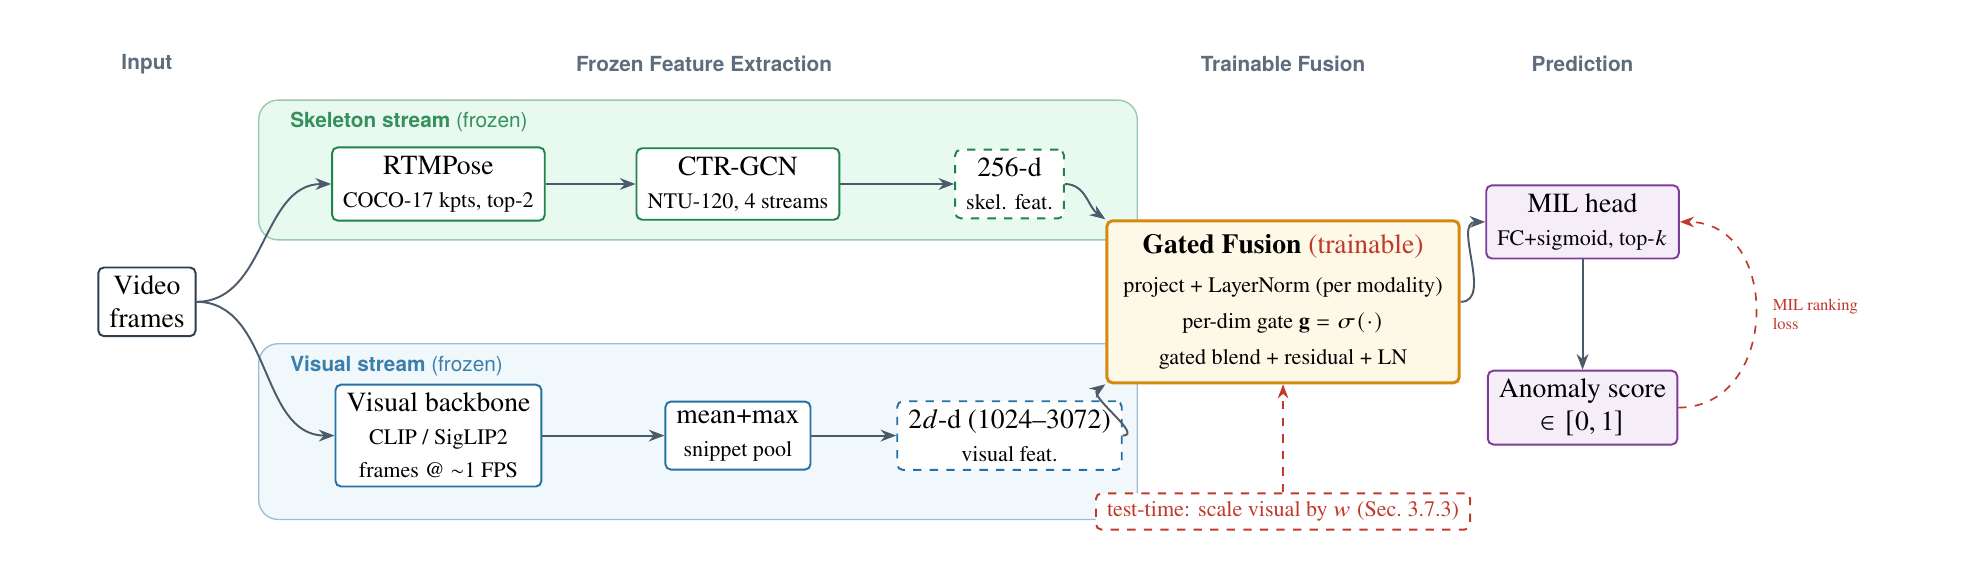 Input
Frozen Feature Extraction
Trainable Fusion
Prediction
Skeleton stream (frozen)
RTMPose
COCO-17 kpts, top-2
CTR-GCN
NTU-120, 4 streams
256-d
skel. feat.
Video
frames
Visual stream (frozen)
Visual backbone
CLIP / SigLIP2
frames @ ~1 FPS
mean+max
snippet pool
2d-d (1024–3072)
visual feat.
Gated Fusion (trainable)
project + LayerNorm (per modality)
per-dim gate g = σ(·)
gated blend + residual + LN
test-time: scale visual by w (Sec. 3.7.3)
MIL head
FC+sigmoid, top-k
Anomaly score
∈ [0, 1]
MIL ranking
loss